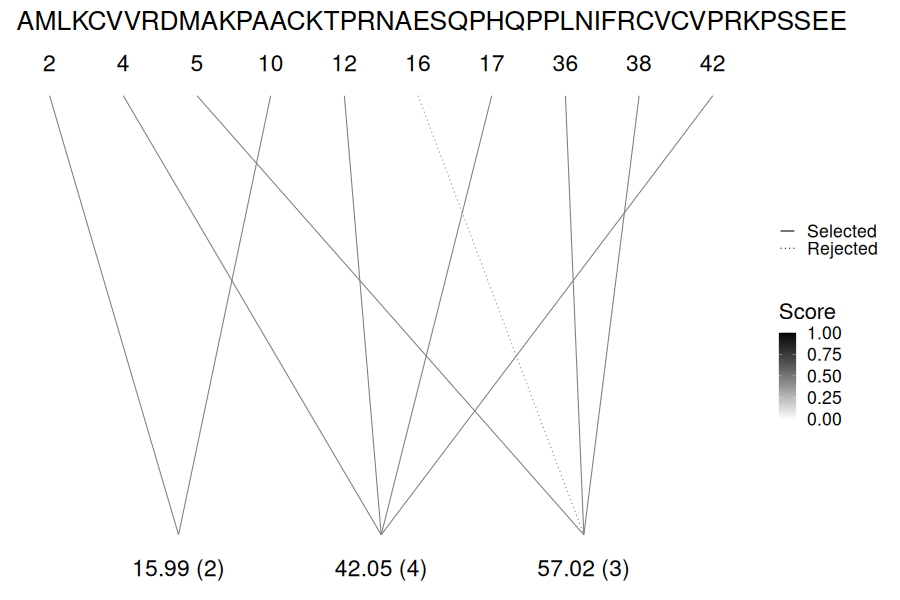 AMLKCVVRDMAKPAACKTPRNAESQPHQPPLNIFRCVCVPRKPSSEE
2 4 5 10 12 16 17 36 38 42
Selected
Rejected
Score
1.00
0.75
0.50
0.25
0.00
15.99 (2) 42.05 (4) 57.02 (3)